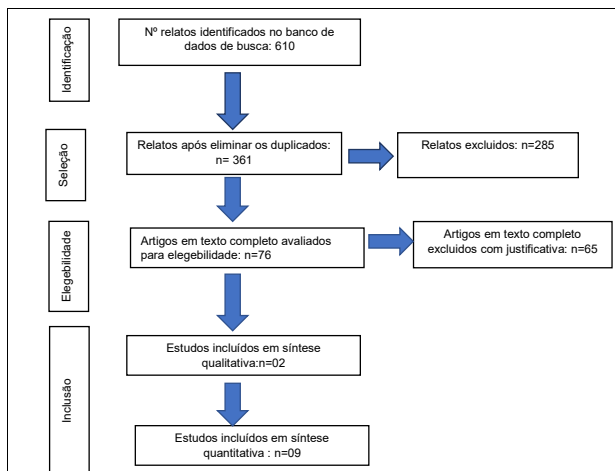 Identificação
Nº relatos identificados no banco de
dados de busca: 610
Seleção
Relatos após eliminar os duplicados:
n= 361
Relatos excluidos: n=285
Elegebilidade
Artigos em texto completo avaliados
para elegebilidade: n=76
Artigos em texto completo
excluidos com justificativa: n=65
Inclusão
Estudos incluídos em síntese
qualitativa:n=02
Estudos incluídos em síntese
quantitativa : n=09